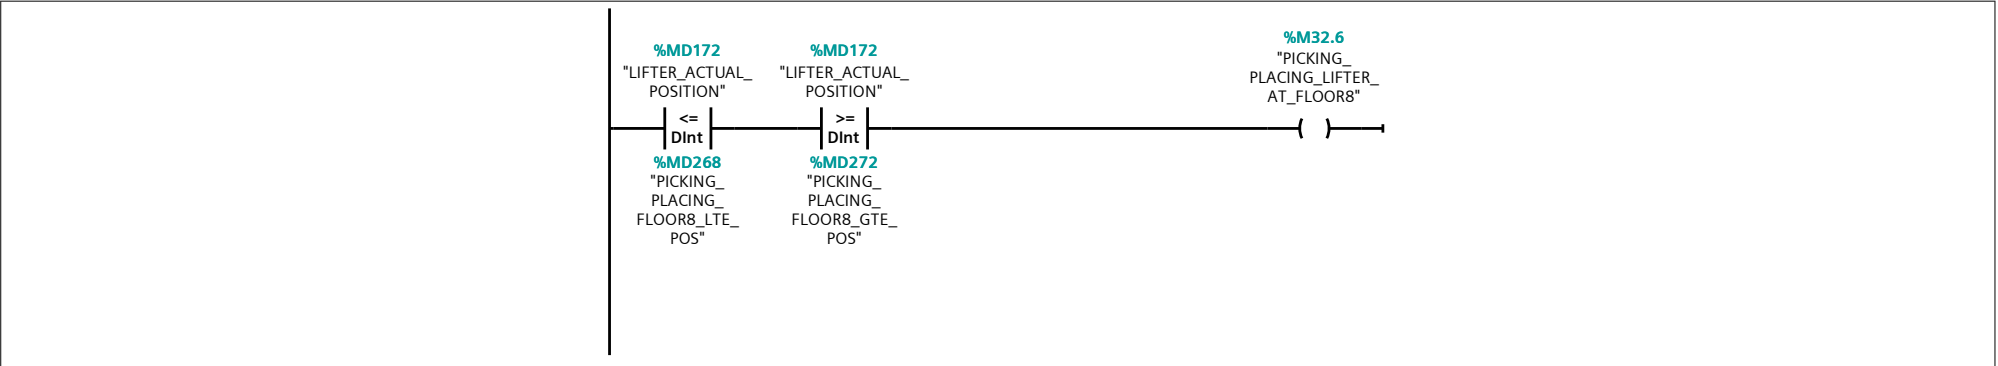 %MD172
"LIFTER_ACTUAL_
POSITION"
<=
DInt
%MD268
"PICKING_
PLACING_
FLOOR8_LTE_
POS"
%MD172
"LIFTER_ACTUAL_
POSITION"
>=
DInt
%MD272
"PICKING_
PLACING_
FLOOR8_GTE_
POS"
%M32.6
"PICKING_
PLACING_LIFTER_
AT_FLOOR8"